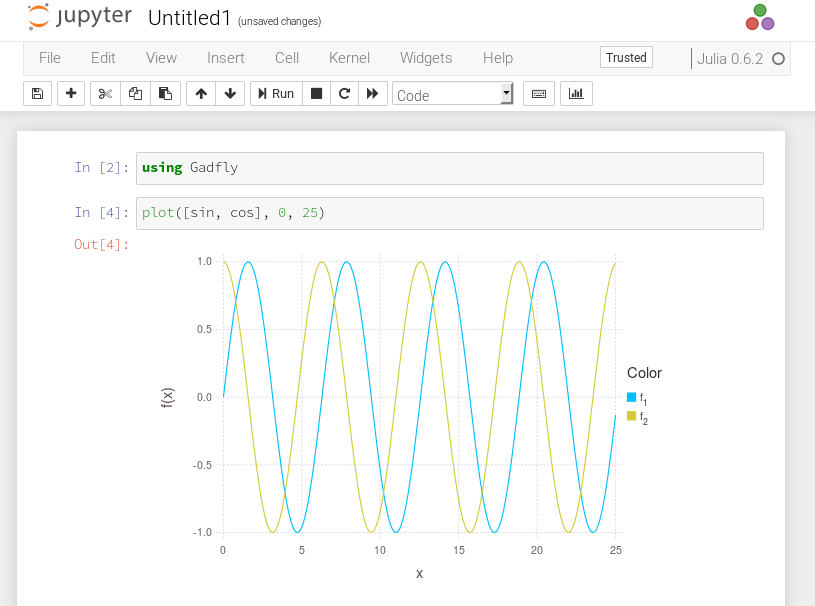 jupyter Untitled1 (unsaved changes)
File Edit View Insert Cell Kernel Widgets Help Trusted Julia 0.6.2
Run Code
In [2]: using Gadfly
In [4]: plot([sin, cos], 0, 25)
Out[4]:
1.0
0.5
0.0
-0.5
-1.0
f(x)
0 5 10 15 20 25
x
Color
f1
f2